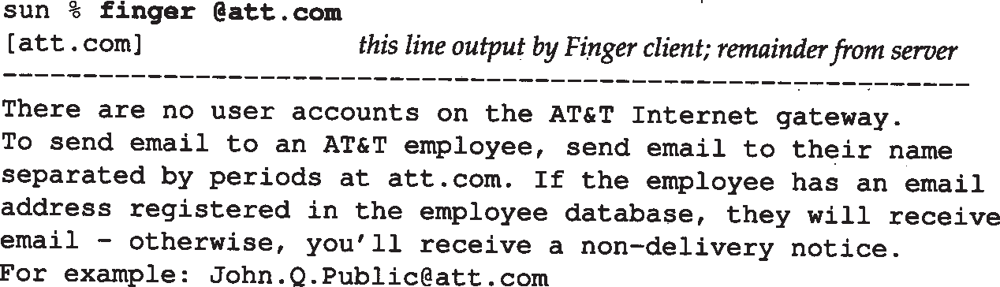 sun % finger @att.com
[att.com] this line output by Finger client; remainder from server
------------------------------------------------------------
There are no user accounts on the AT&T Internet gateway.
To send email to an AT&T employee, send email to their name
separated by periods at att.com. If the employee has an email
address registered in the employee database, they will receive
email - otherwise, you'll receive a non-delivery notice.
For example: John.Q.Public@att.com